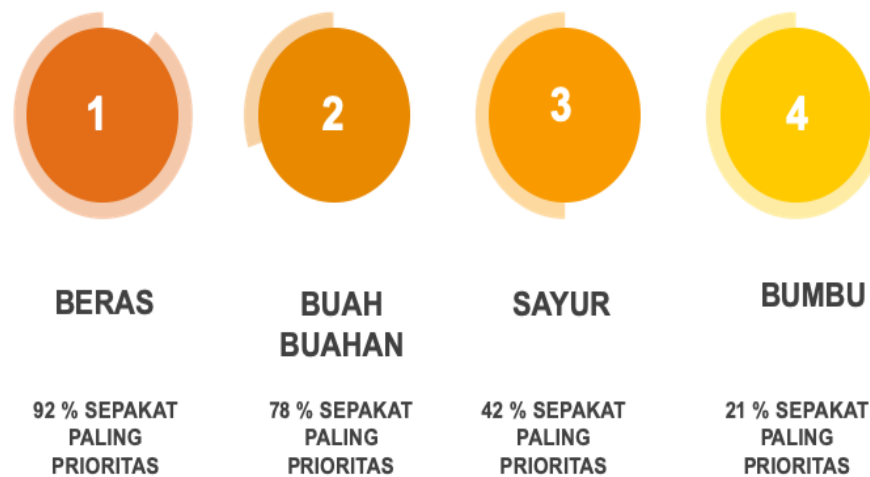 1
BERAS
92 % SEPAKAT
PALING
PRIORITAS
2
BUAH
BUAHAN
78 % SEPAKAT
PALING
PRIORITAS
3
SAYUR
42 % SEPAKAT
PALING
PRIORITAS
4
BUMBU
21 % SEPAKAT
PALING
PRIORITAS